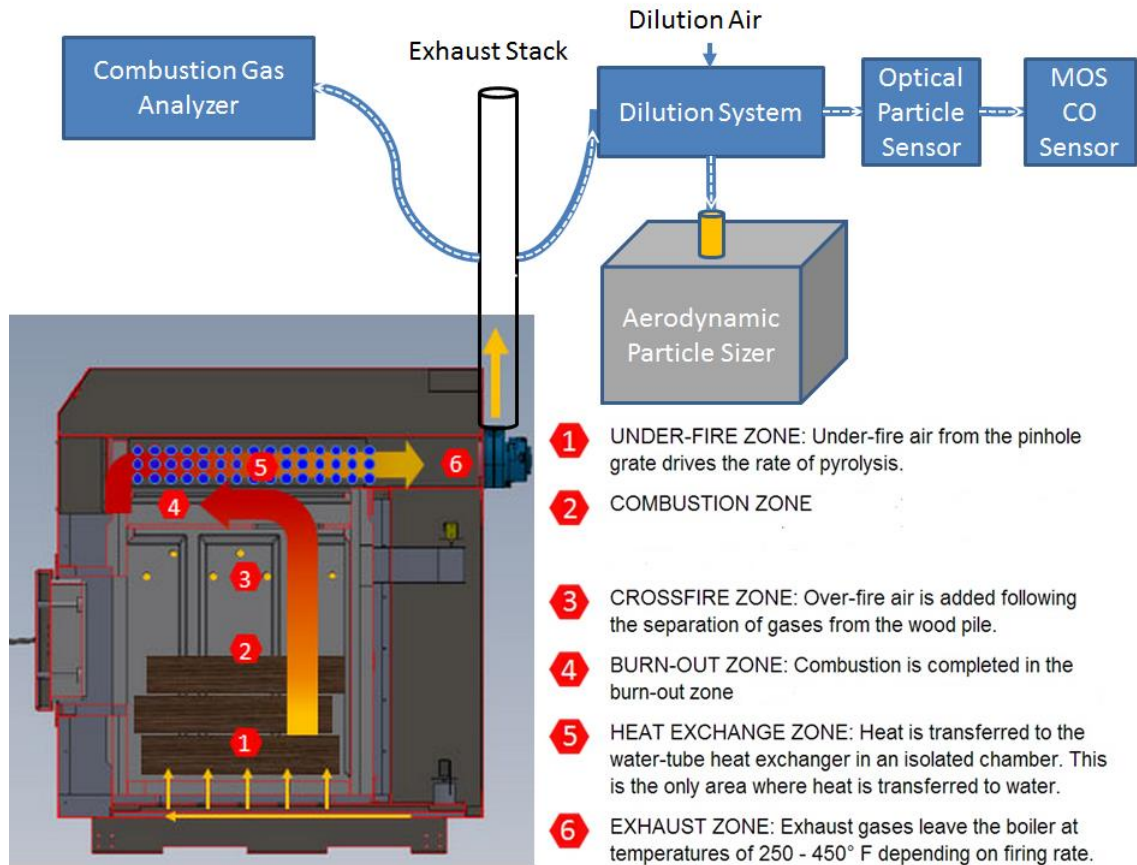 Dilution Air
Exhaust Stack
Combustion Gas
Analyzer
Dilution System
Optical
Particle
Sensor
MOS
CO
Sensor
Aerodynamic
Particle Sizer
5
6
4
3
2
1
1 UNDER-FIRE ZONE: Under-fire air from the pinhole
grate drives the rate of pyrolysis.
2 COMBUSTION ZONE
3 CROSSFIRE ZONE: Over-fire air is added following
the separation of gases from the wood pile.
4 BURN-OUT ZONE: Combustion is completed in the
burn-out zone
5 HEAT EXCHANGE ZONE: Heat is transferred to the
water-tube heat exchanger in an isolated chamber. This
is the only area where heat is transferred to water.
6 EXHAUST ZONE: Exhaust gases leave the boiler at
temperatures of 250 - 450° F depending on firing rate.